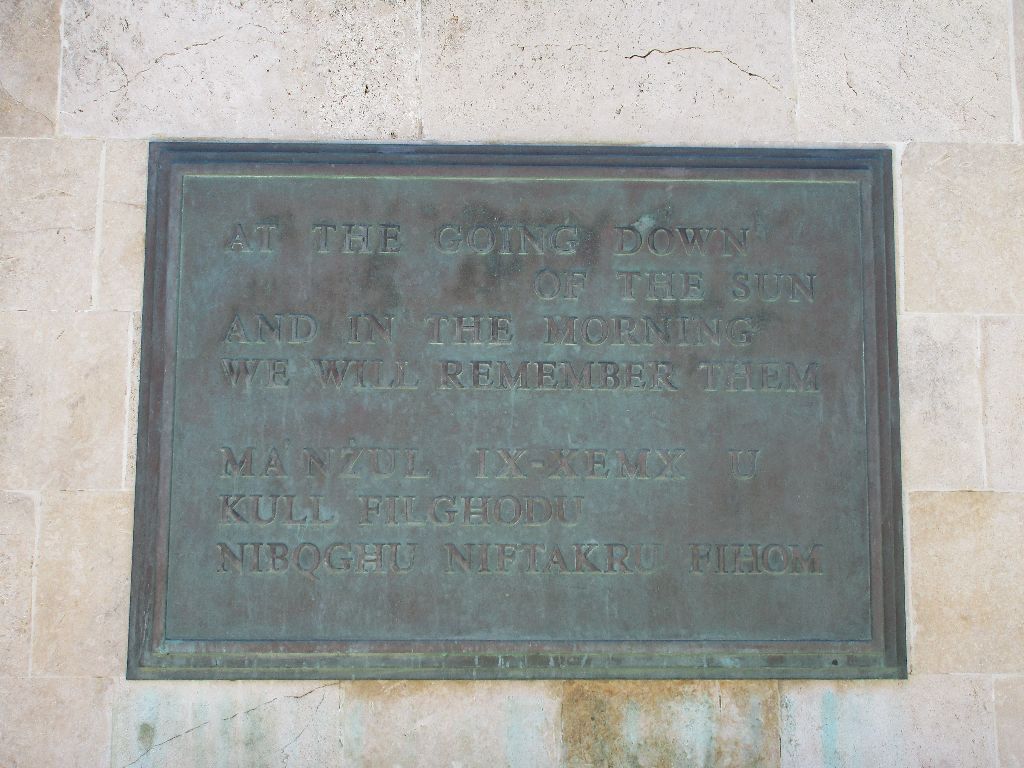 AT THE GOING DOWN
OF THE SUN
AND IN THE MORNING
WE WILL REMEMBER THEM
MA' NŻUL IX-XEMX U
KULL FILGHODU
NIBQGHU NIFTAKRU FIHOM